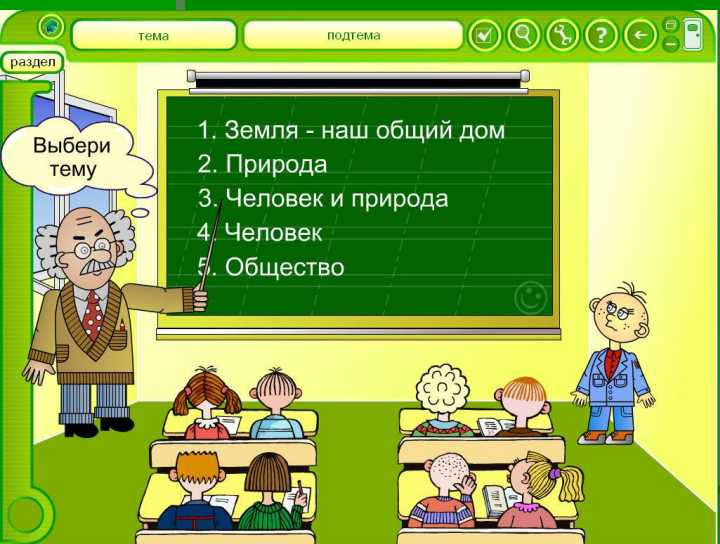 тема
подтема
раздел
Выбери
тему
1. Земля - наш общий дом
2. Природа
3. Человек и природа
4. Человек
5. Общество
?